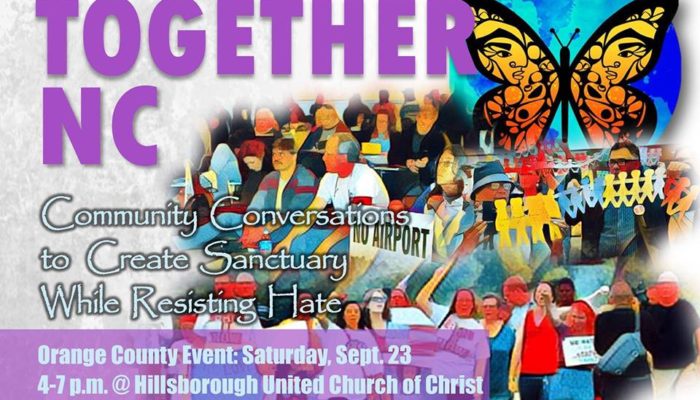 TOGETHER
NC
Community Conversations
to Create Sanctuary
While Resisting Hate
NO AIRPORT
Orange County Event: Saturday, Sept. 23
4-7 p.m. @ Hillsborough United Church of Christ